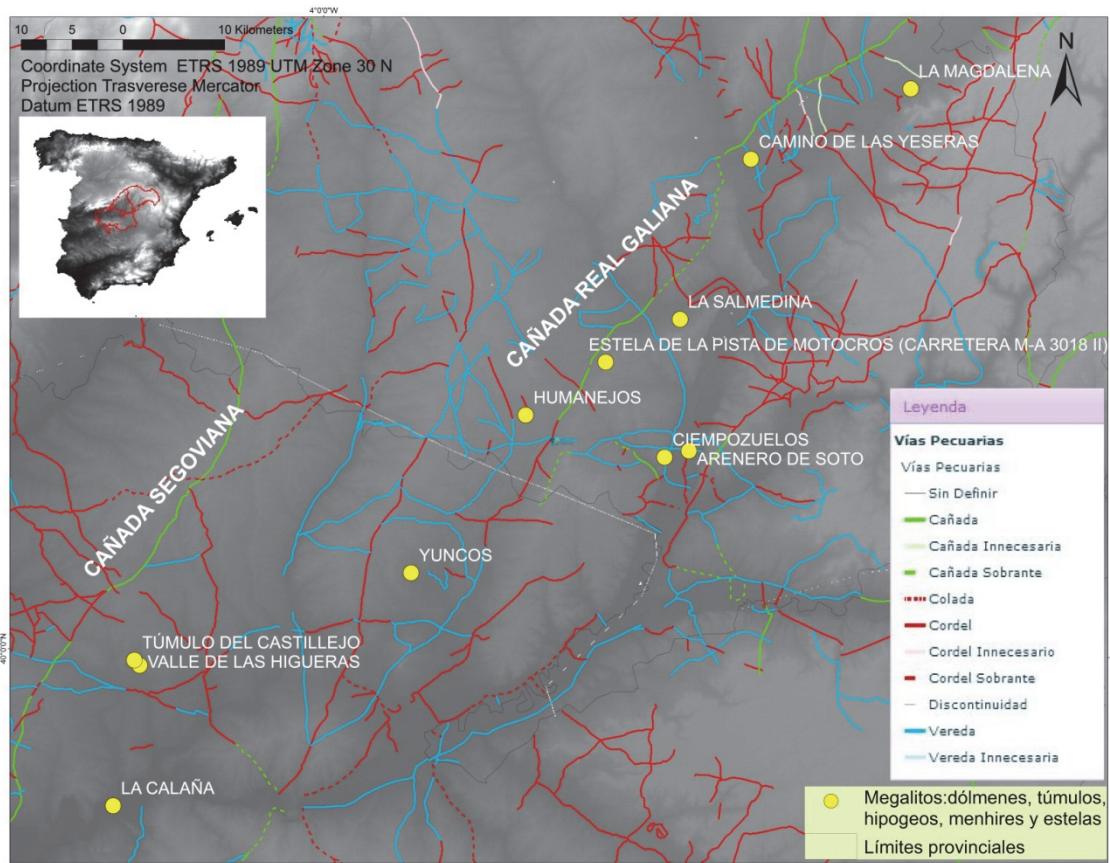 4°0'0"W
10 5 0 10 Kilometers
Coordinate System ETRS 1989 UTM Zone 30 N
Projection Trasverese Mercator
Datum ETRS 1989
N
LA MAGDALENA
CAMINO DE LAS YESERAS
CAÑADA REAL GALIANA
LA SALMEDINA
ESTELA DE LA PISTA DE MOTOCROS (CARRETERA M-A 3018 II)
HUMANEJOS
CIEMPOZUELOS
ARENERO DE SOTO
CAÑADA SEGOVIANA
YUNCOS
40°0'0"N
TÚMULO DEL CASTILLEJO
VALLE DE LAS HIGUERAS
LA CALAÑA
Leyenda
Vías Pecuarias
Vías Pecuarias
Sin Definir
Cañada
Cañada Innecesaria
Cañada Sobrante
Colada
Cordel
Cordel Innecesario
Cordel Sobrante
Discontinuidad
Vereda
Vereda Innecesaria
Megalitos:dólmenes, túmulos,
hipogeos, menhires y estelas
Límites provinciales